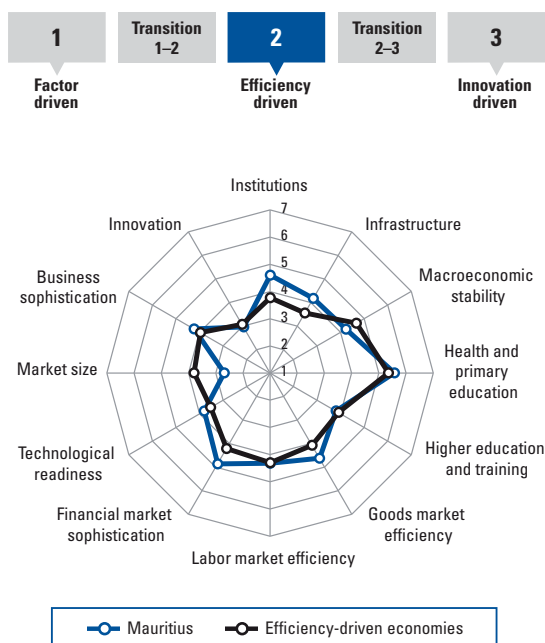 1
Transition
1–2
2
Transition
2–3
3
Factor
driven
Efficiency
driven
Innovation
driven
Institutions
7
Innovation
Infrastructure
6
5
Business
sophistication
Macroeconomic
stability
4
3
2
Market size
1
Health and
primary
education
Technological
readiness
Higher education
and training
Financial market
sophistication
Goods market
efficiency
Labor market efficiency
Mauritius
Efficiency-driven economies